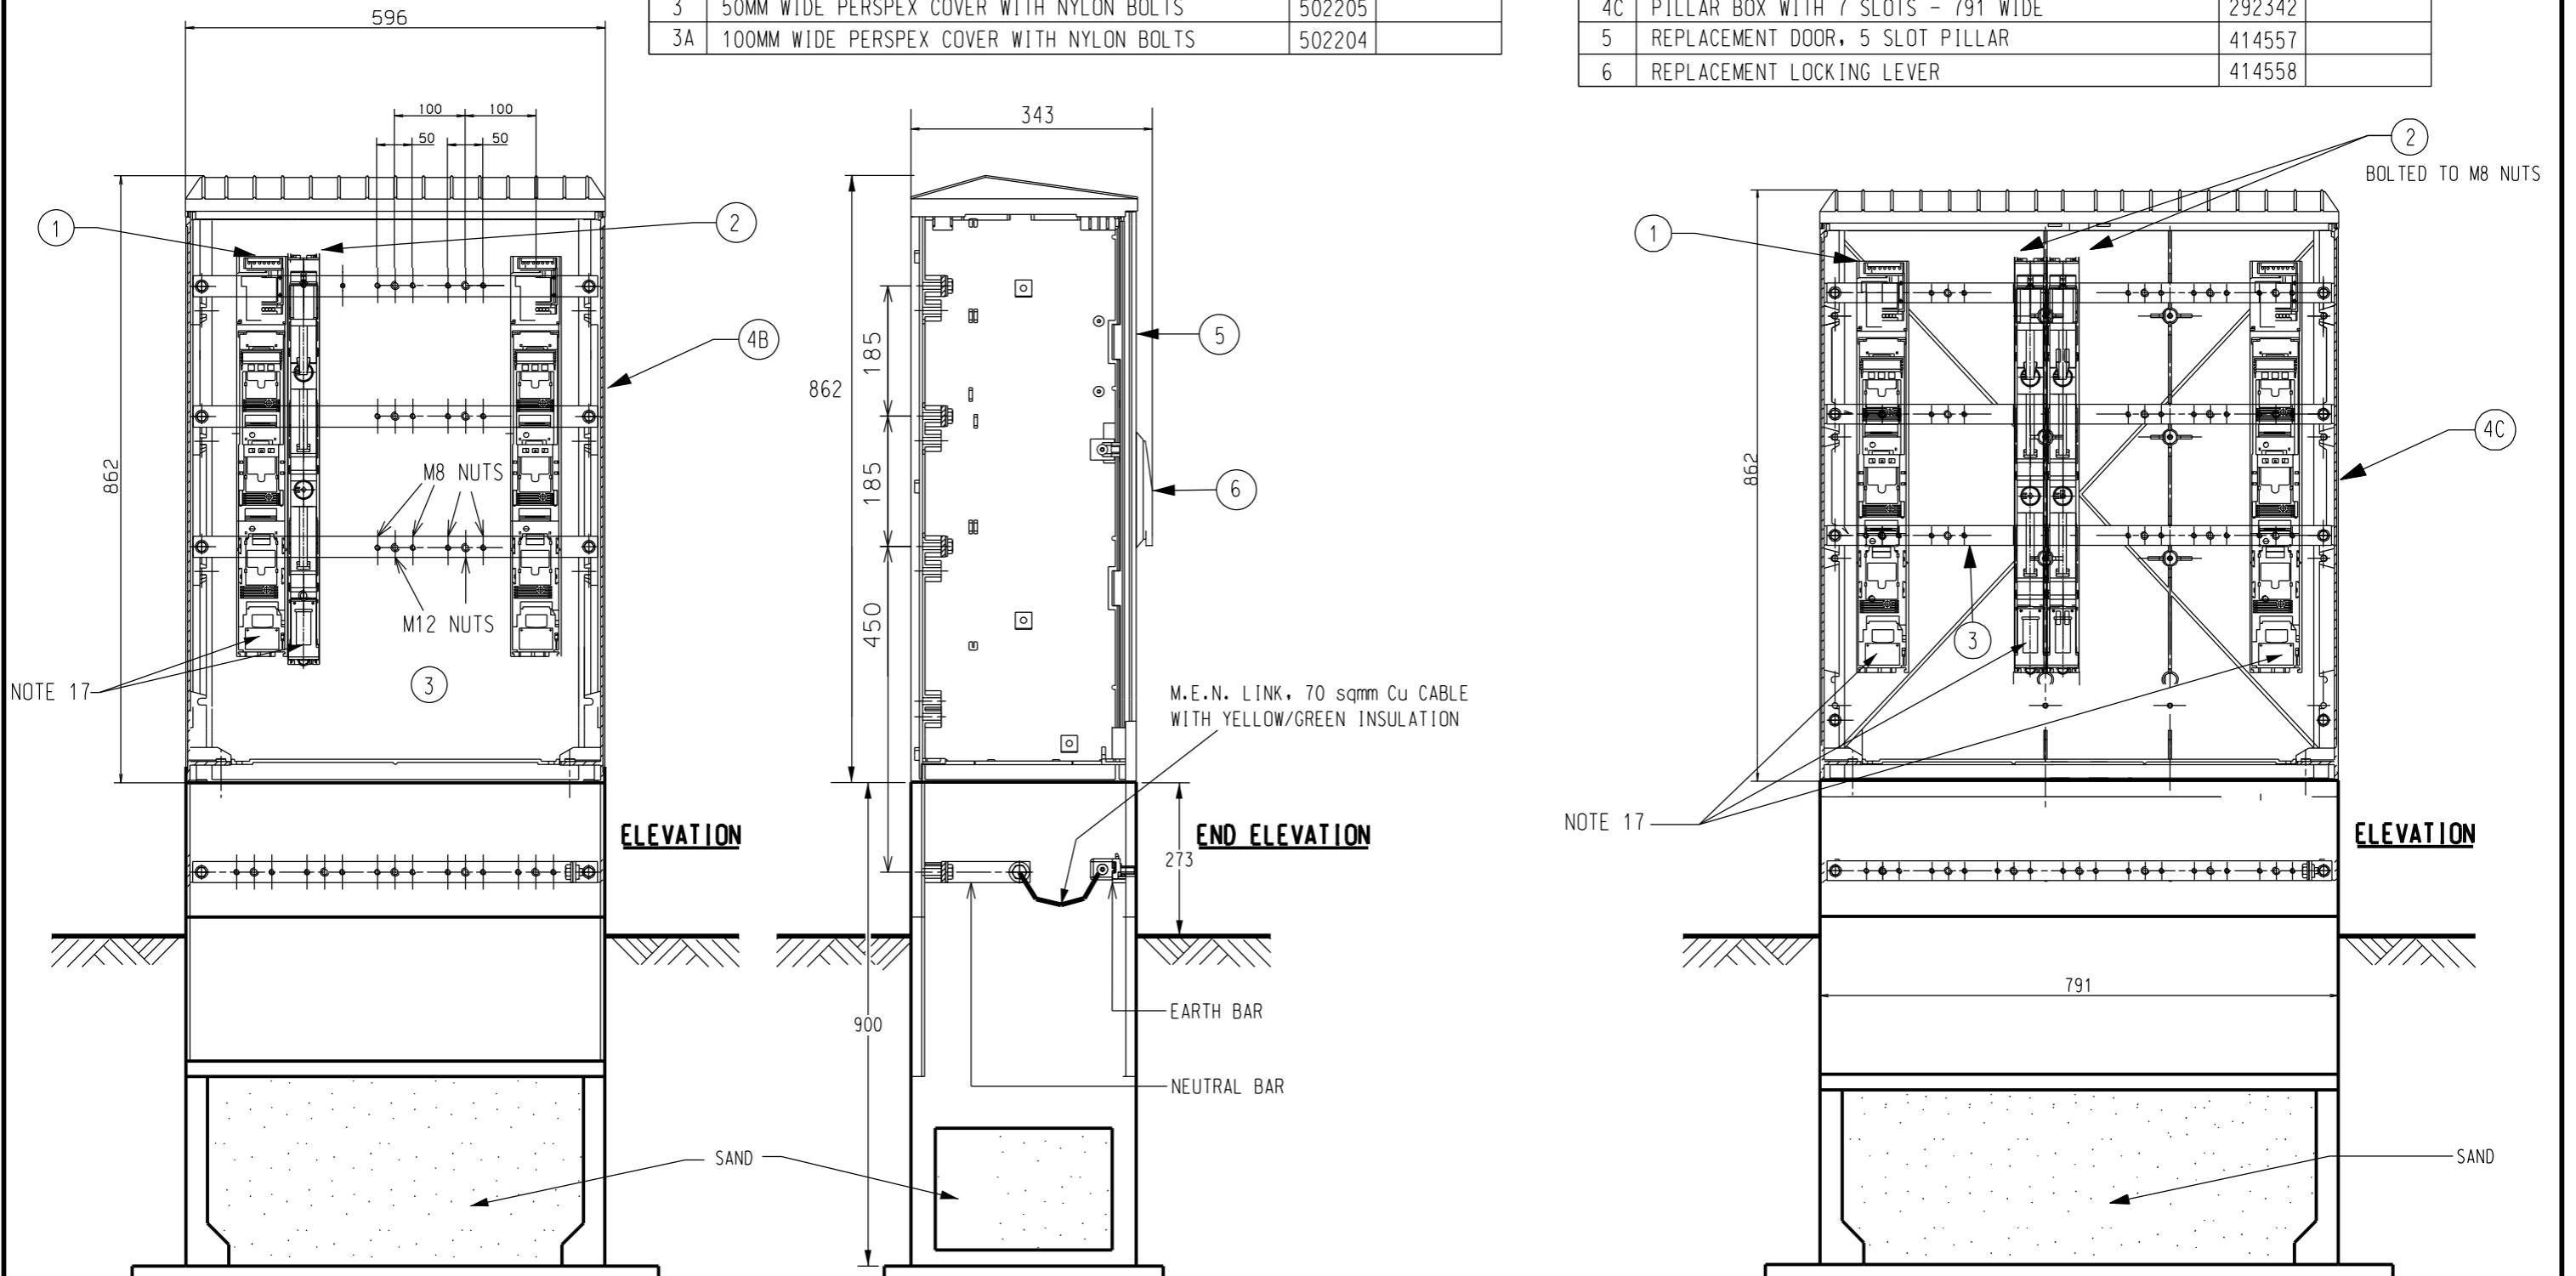 3 50MM WIDE PERSPEX COVER WITH NYLON BOLTS 502205
3A 100MM WIDE PERSPEX COVER WITH NYLON BOLTS 502204
4C PILLAR BOX WITH 7 SLOTS - 791 WIDE 292342
5 REPLACEMENT DOOR, 5 SLOT PILLAR 414557
6 REPLACEMENT LOCKING LEVER 414558
596
100 100
50 50
862
1
2
4B
M8 NUTS
M12 NUTS
3
NOTE 17
ELEVATION
343
862
185
185
450
5
6
M.E.N. LINK, 70 sqmm Cu CABLE
WITH YELLOW/GREEN INSULATION
END ELEVATION
273
900
EARTH BAR
NEUTRAL BAR
SAND
2
BOLTED TO M8 NUTS
1
862
4C
3
NOTE 17
ELEVATION
791
SAND